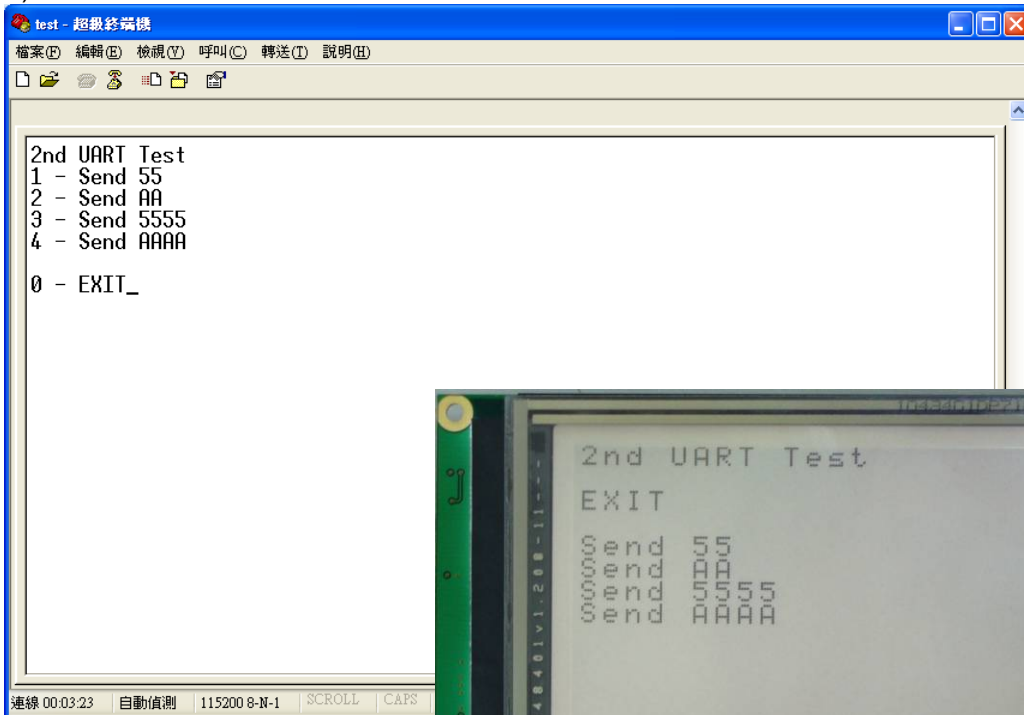 test - 超級終端機
檔案(F) 編輯(E) 檢視(V) 呼叫(C) 轉送(T) 說明(H)
2nd UART Test
1 - Send 55
2 - Send AA
3 - Send 5555
4 - Send AAAA
0 - EXIT_
2nd UART Test
EXIT
Send 55
Send AA
Send 5555
Send AAAA
連線 00:03:23 自動偵測 115200 8-N-1 SCROLL CAPS